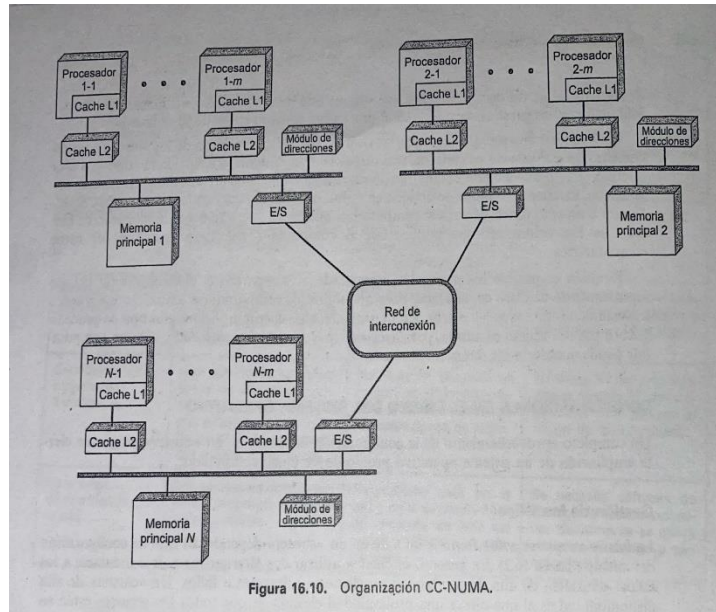 Procesador
1-1
Cache L1
Procesador
1-m
Cache L1
Cache L2
Cache L2
Módulo de
direcciones
Memoria
principal 1
E/S
Procesador
2-1
Cache L1
Procesador
2-m
Cache L1
Cache L2
Cache L2
Módulo de
direcciones
E/S
Memoria
principal 2
Red de
interconexión
Procesador
N-1
Cache L1
Procesador
N-m
Cache L1
Cache L2
Cache L2
E/S
Memoria
principal N
Módulo de
direcciones
Figura 16.10. Organización CC-NUMA.